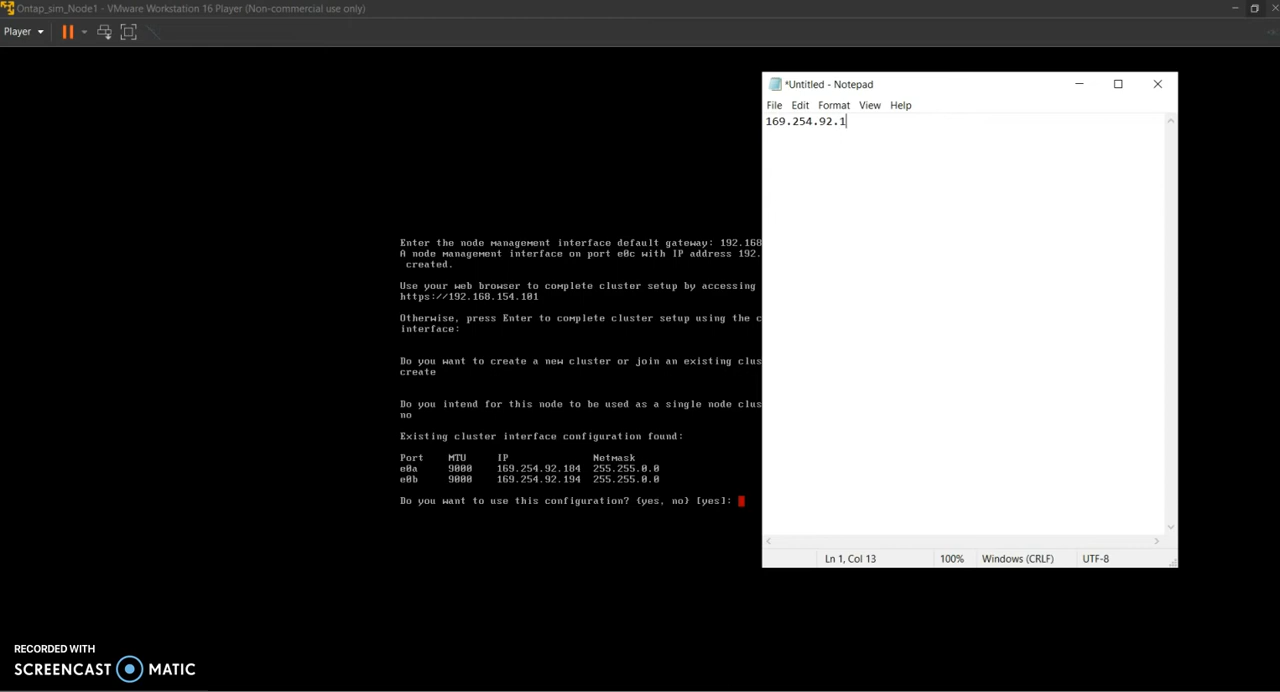 Ontap_sim_Node1 - VMware Workstation 16 Player (Non-commercial use only)
Player
*Untitled - Notepad
File Edit Format View Help
169.254.92.1
Enter the node management interface default gateway: 192.168
A node management interface on port e0c with IP address 192.
created.
Use your web browser to complete cluster setup by accessing
https://192.168.154.101
Otherwise, press Enter to complete cluster setup using the c
interface:
Do you want to create a new cluster or join an existing clus
create
Do you intend for this node to be used as a single node clus
no
Existing cluster interface configuration found:
Port MTU IP Netmask
e0a 9000 169.254.92.184 255.255.0.0
e0b 9000 169.254.92.194 255.255.0.0
Do you want to use this configuration? {yes, no} [yes]:
Ln 1, Col 13 100% Windows (CRLF) UTF-8
RECORDED WITH
SCREENCAST MATIC